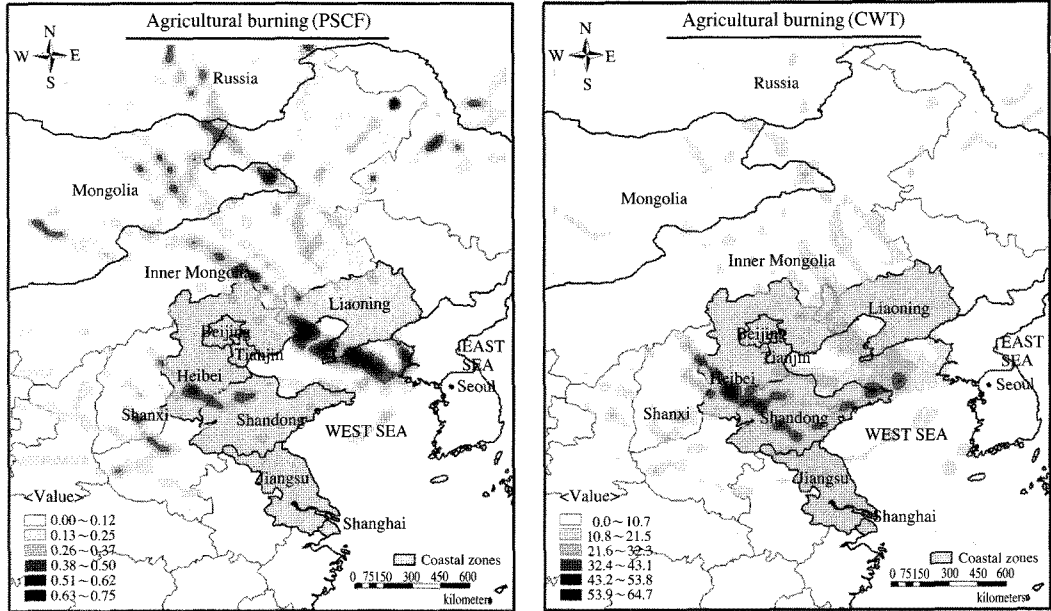 Agricultural burning (PSCF)
N
W E
S
Russia
Mongolia
Inner Mongolia
Liaoning
Beijing
Tianjin
EAST
SEA
Seoul
Heibei
Shanxi
Shandong
WEST SEA
Jiangsu
Shanghai
<Value>
0.00~0.12
0.13~0.25
0.26~0.37
0.38~0.50
0.51~0.62
0.63~0.75
Coastal zones
0 75150 300 450 600
kilometers
Agricultural burning (CWT)
N
W E
S
Russia
Mongolia
Inner Mongolia
Liaoning
Beijing
Tianjin
EAST
SEA
Seoul
Heibei
Shanxi
Shandong
WEST SEA
Jiangsu
Shanghai
<Value>
0.0~10.7
10.8~21.5
21.6~32.3
32.4~43.1
43.2~53.8
53.9~64.7
Coastal zones
0 75150 300 450 600
kilometers